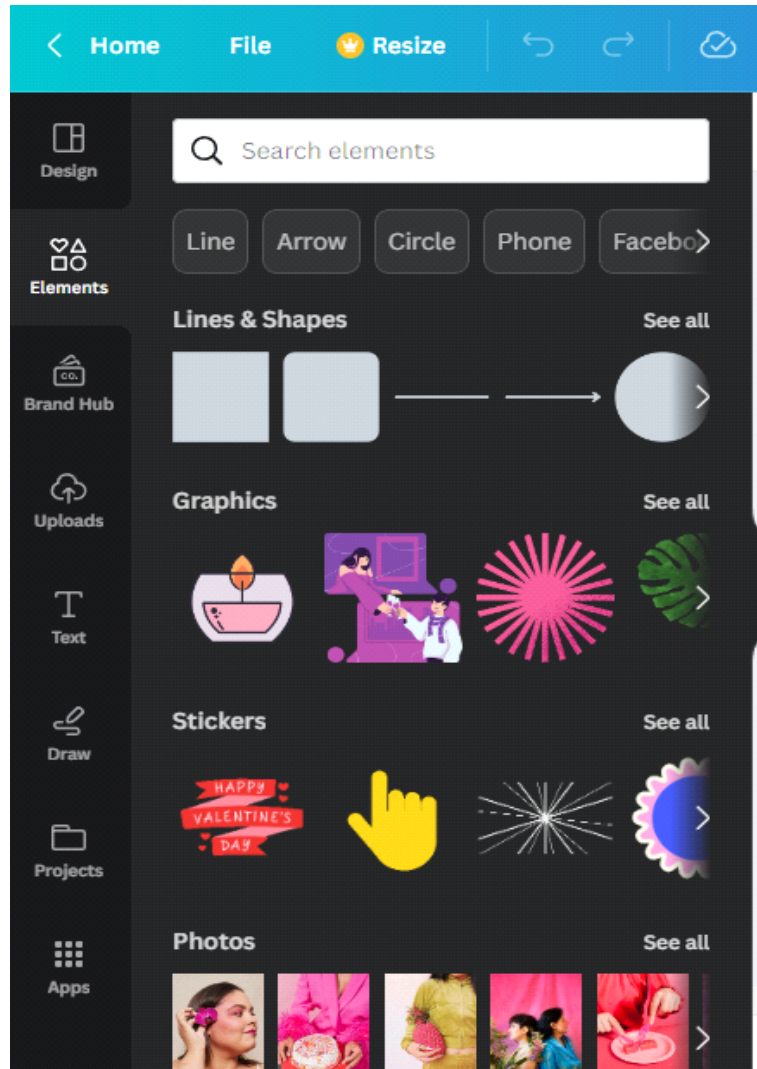 Home File Resize
Design
Elements
Brand Hub
Uploads
Text
Draw
Projects
Apps
Search elements
Line Arrow Circle Phone
Lines & Shapes See all
Graphics See all
Stickers See all
HAPPY
VALENTINE'S
DAY
Photos See all
CO.